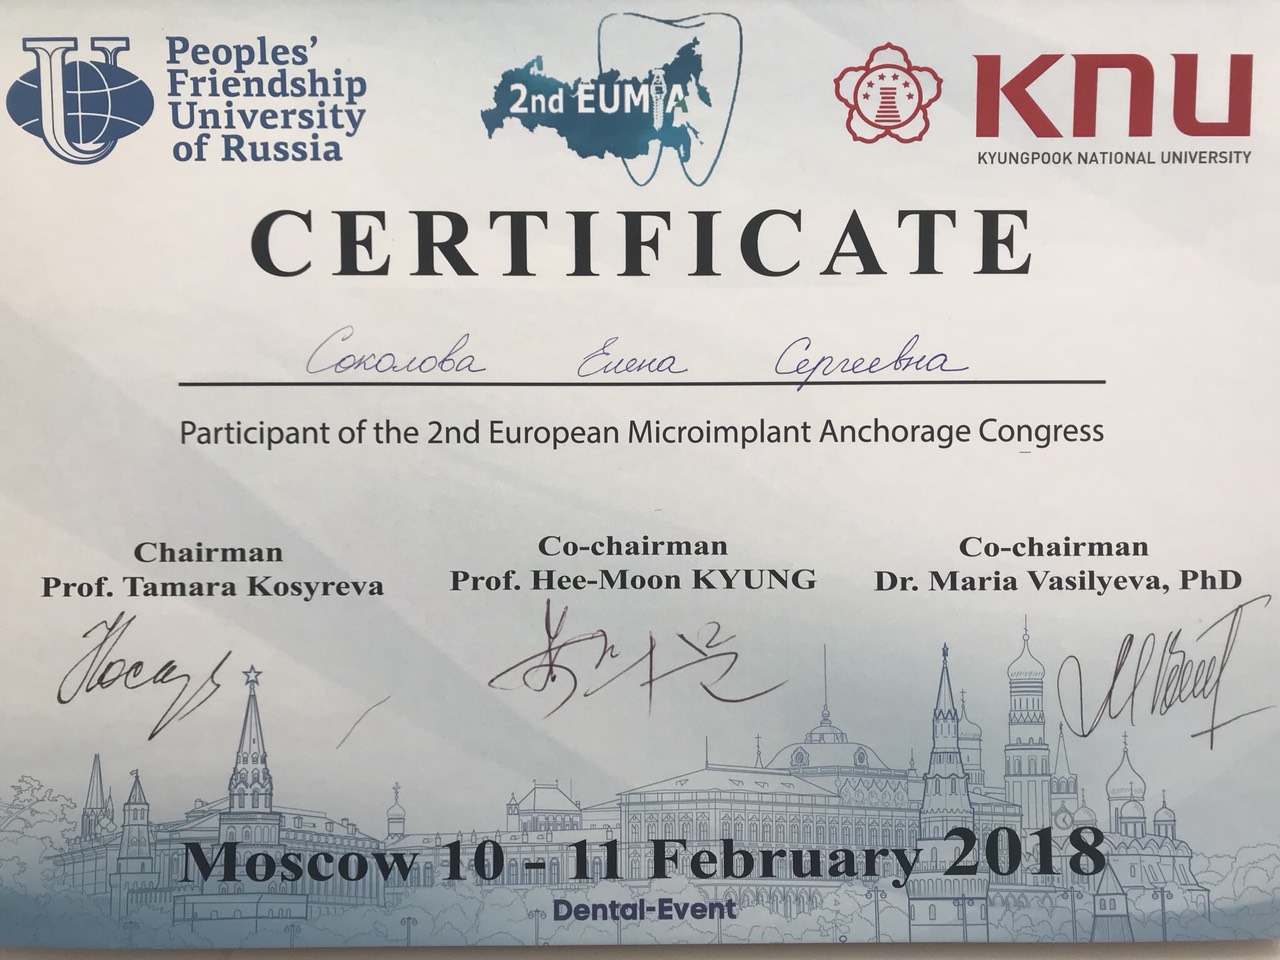 Peoples'
Friendship
University
of Russia
2nd EUMIA
KNU
KYUNGPOOK NATIONAL UNIVERSITY
CERTIFICATE
Соколова Елена Сергеевна
Participant of the 2nd European Microimplant Anchorage Congress
Chairman
Prof. Tamara Kosyreva
Co-chairman
Prof. Hee-Moon KYUNG
Co-chairman
Dr. Maria Vasilyeva, PhD
Moscow 10 - 11 February 2018
Dental-Event